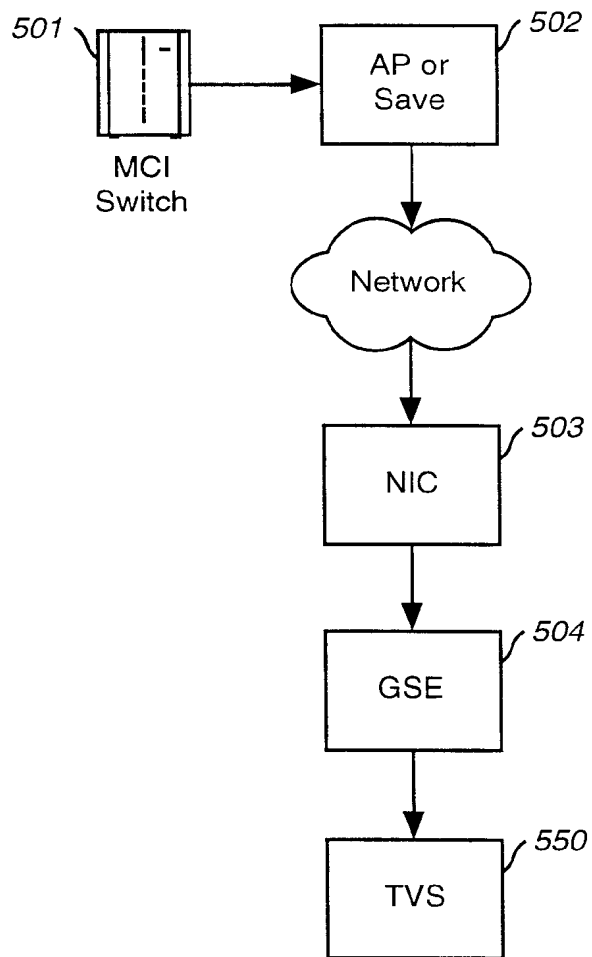 501
502
AP or
Save
MCI
Switch
Network
503
NIC
504
GSE
550
TVS